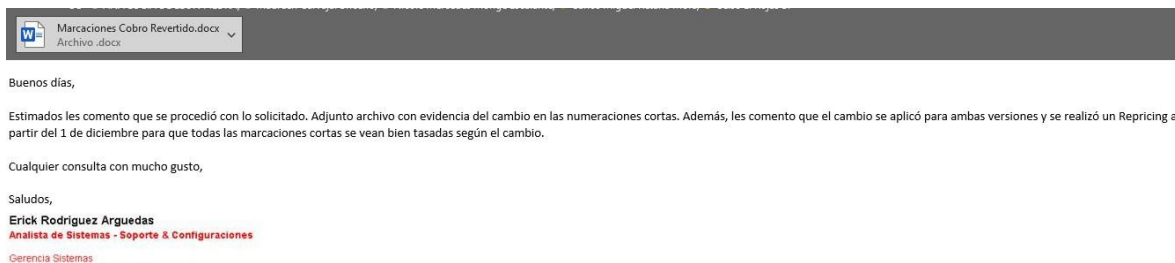 Marcaciones Cobro Revertido.docx
Archivo .docx
Buenos días,
Estimados les comento que se procedió con lo solicitado. Adjunto archivo con evidencia del cambio en las numeraciones cortas. Además, les comento que el cambio se aplicó para ambas versiones y se realizó un Repricing a
partir del 1 de diciembre para que todas las marcaciones cortas se vean bien tasadas según el cambio.
Cualquier consulta con mucho gusto,
Saludos,
Erick Rodríguez Arguedas
Analista de Sistemas - Soporte & Configuraciones
Gerencia Sistemas